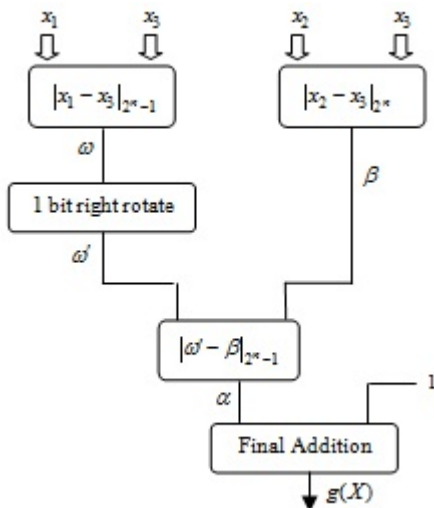 x₁ x₃ x₂ x₃
|x₁ − x₃|₂ⁿ₋₁ |x₂ − x₃|₂ⁿ
ω
β
1 bit right rotate
ω′
|ω′ − β|₂ⁿ₋₁
α
1
Final Addition
g(X)